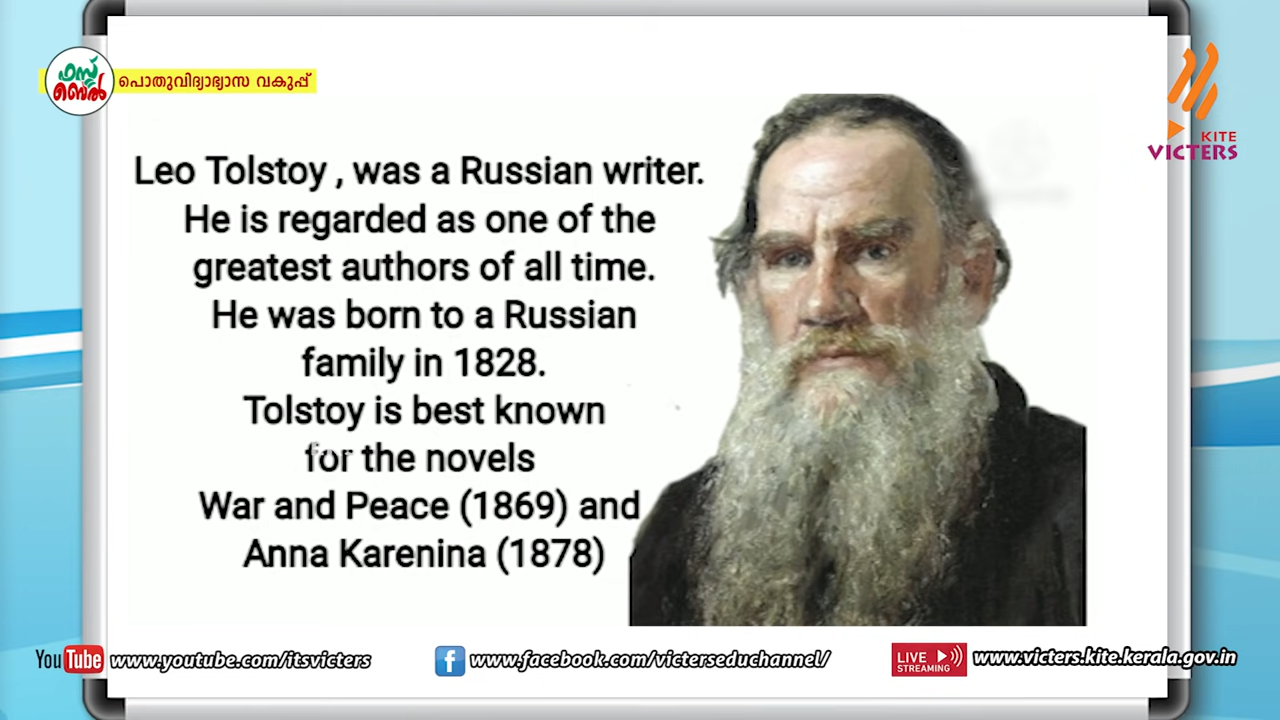 ഫസ്റ്റ്
ബെൽ
പൊതുവിദ്യാഭ്യാസ വകുപ്പ്
KITE
VICTERS
Leo Tolstoy , was a Russian writer.
He is regarded as one of the
greatest authors of all time.
He was born to a Russian
family in 1828.
Tolstoy is best known
for the novels
War and Peace (1869) and
Anna Karenina (1878)
YouTube www.youtube.com/itsvicters
f www.facebook.com/victerseduchannel/
LIVE
STREAMING
www.victers.kite.kerala.gov.in